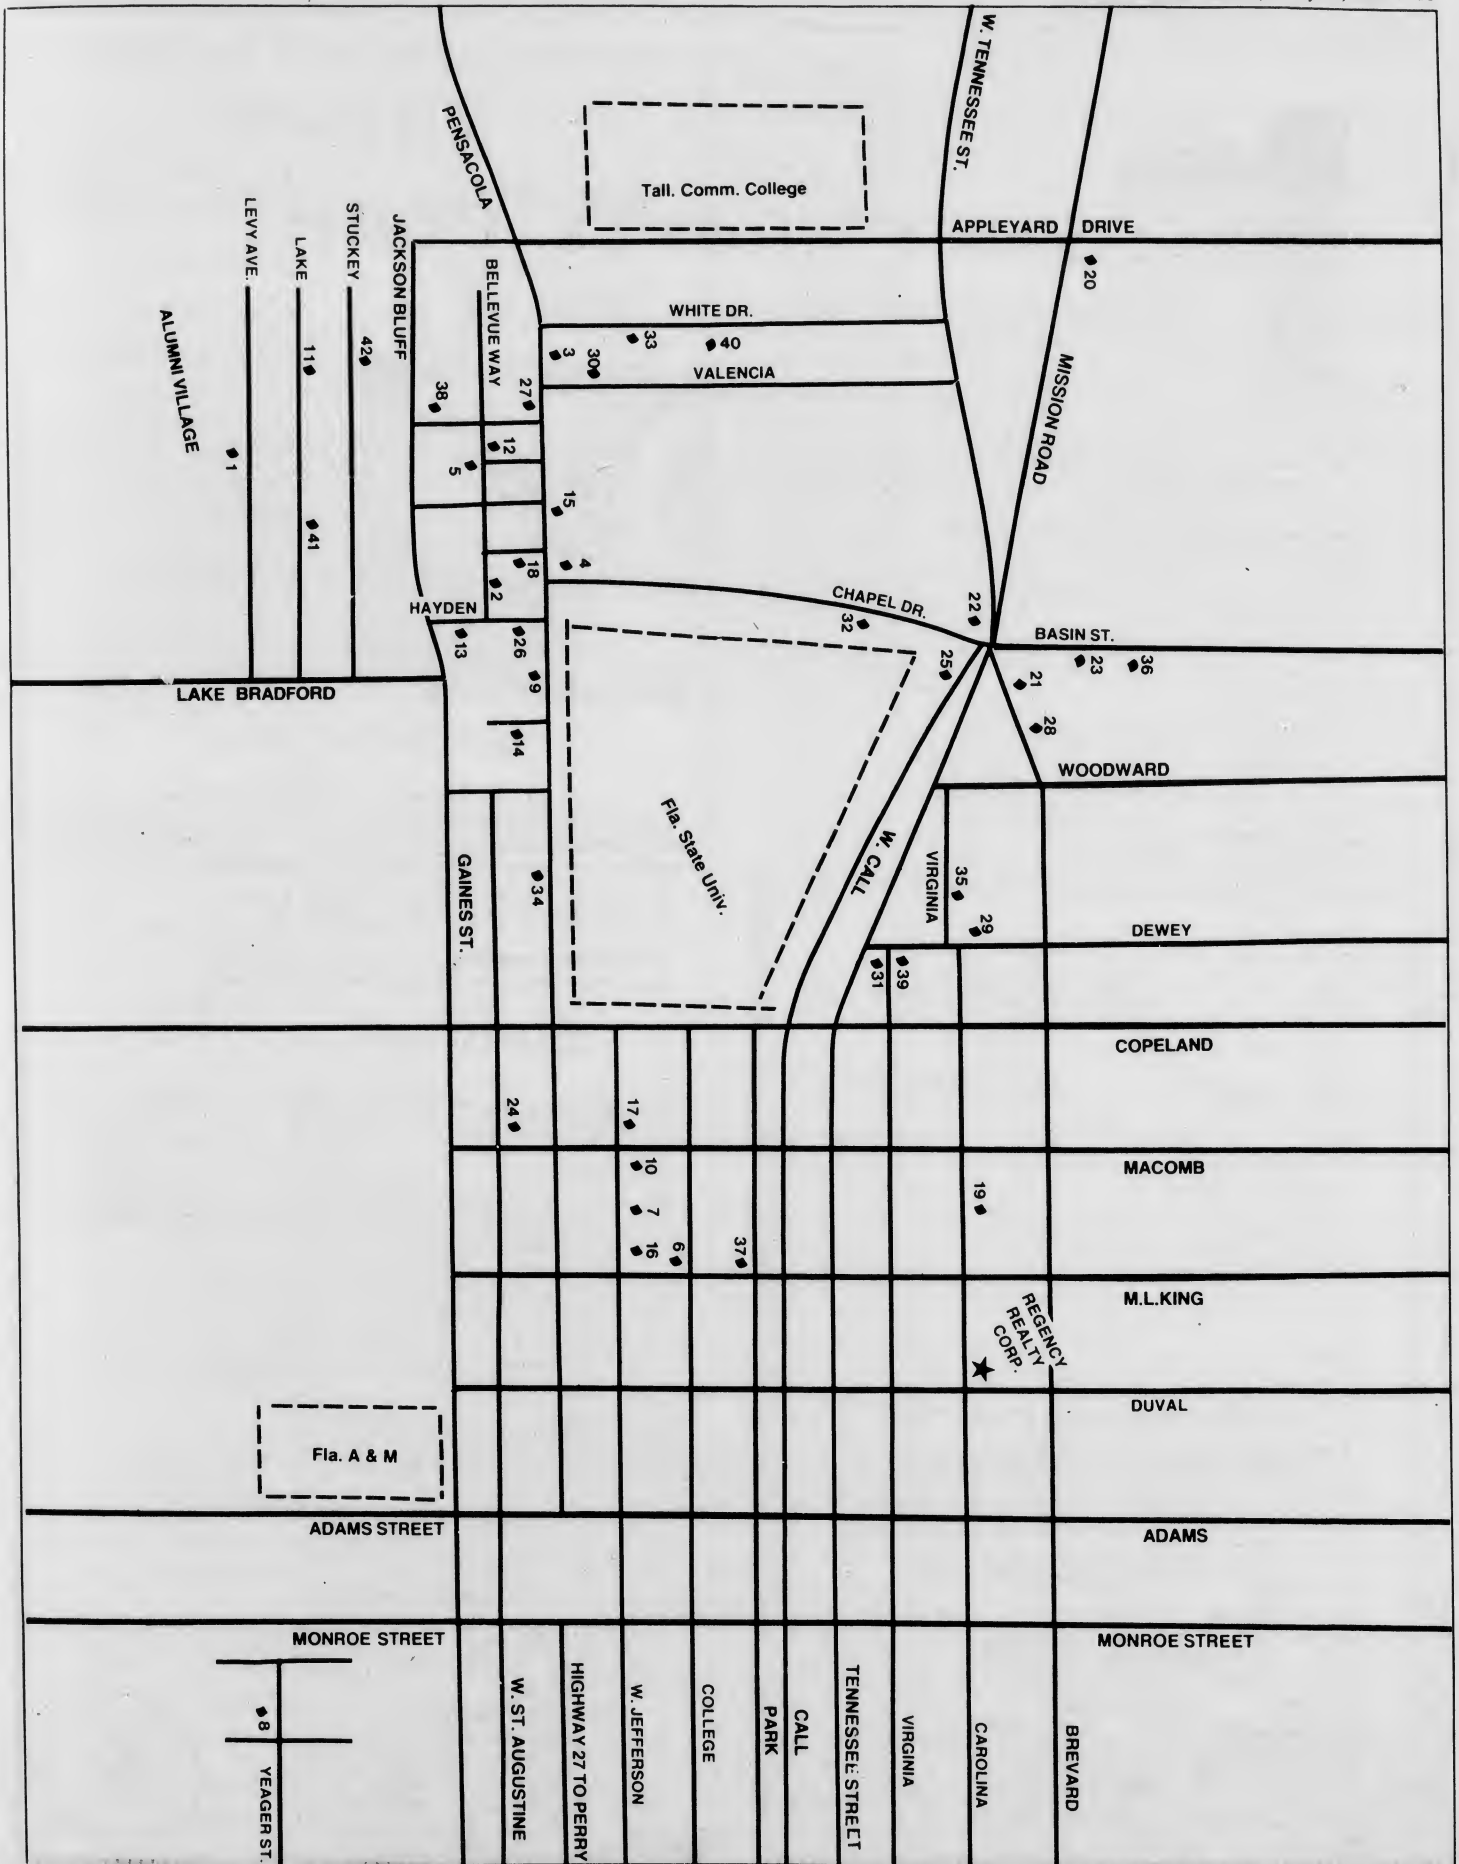 W. TENNESSEE ST.
PENSACOLA
Tall. Comm. College
APPLEYARD DRIVE
20
LEVY AVE.
LAKE
STUCKEY
JACKSON BLUFF
BELLEVUE WAY
WHITE DR.
33
40
3
30
VALENCIA
MISSION ROAD
ALUMNI VILLAGE
11
42
38
27
12
5
1
15
41
18
4
2
HAYDEN
CHAPEL DR.
22
32
BASIN ST.
13
26
9
25
21
23
36
28
LAKE BRADFORD
14
WOODWARD
Fla. State Univ.
W. CALL
VIRGINIA
35
29
GAINES ST.
34
DEWEY
31
39
COPELAND
24
17
10
MACOMB
7
19
16
6
37
M.L.KING
REGENCY
REALTY
CORP.
DUVAL
Fla. A & M
ADAMS STREET
ADAMS
MONROE STREET
MONROE STREET
8
YEAGER ST.
W. ST. AUGUSTINE
HIGHWAY 27 TO PERRY
W. JEFFERSON
COLLEGE
PARK
CALL
TENNESSEE STREET
VIRGINIA
CAROLINA
BREVARD